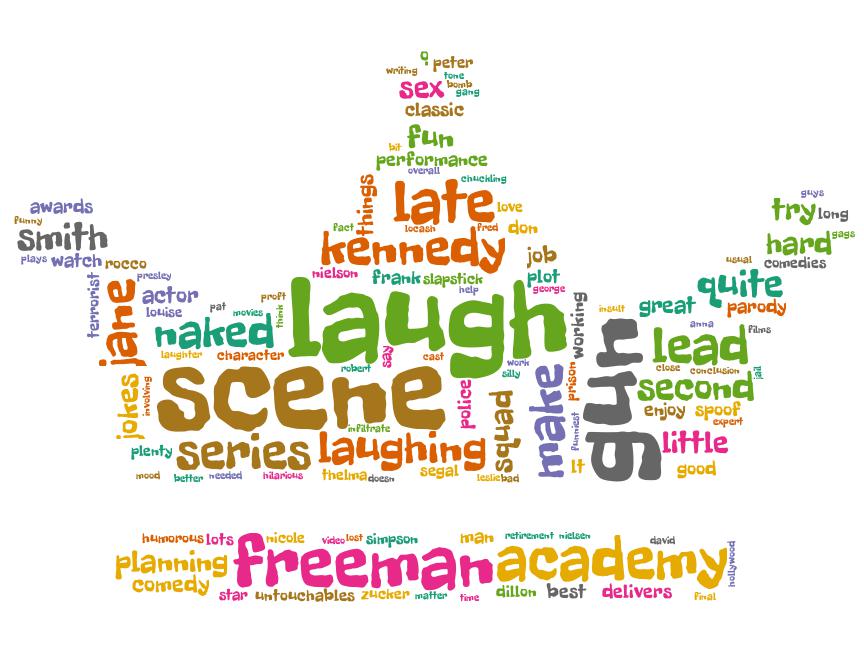 g
writing peter
tone
sex bomb
gang
classic
fun
bit
performance
overall
things chuckling
late love
fact locash fred don
kennedy job
nielson frank slapstick plot
help george
awards
funny
smith
plays watch rocco
terrorist presley
jane actor
louise pat movies proft think
naked
laughter character
laugh
guys
try long
hard gags
usual comedies
quite
insult great parody
anna films
working
gun
lead
close conclusion jail
second
enjoy spoof
expert
little
good
jokes involving
scene
robert say cast
infiltrate
police work
silly
squad make prison
funniest
lt
plenty series laughing
mood better needed hilarious thelma doesn segal leslie bad
humorous lots nicole video lost simpson man retirement nielsen david
planning freeman academy hollywood
comedy
star untouchables zucker matter time dillon best delivers final